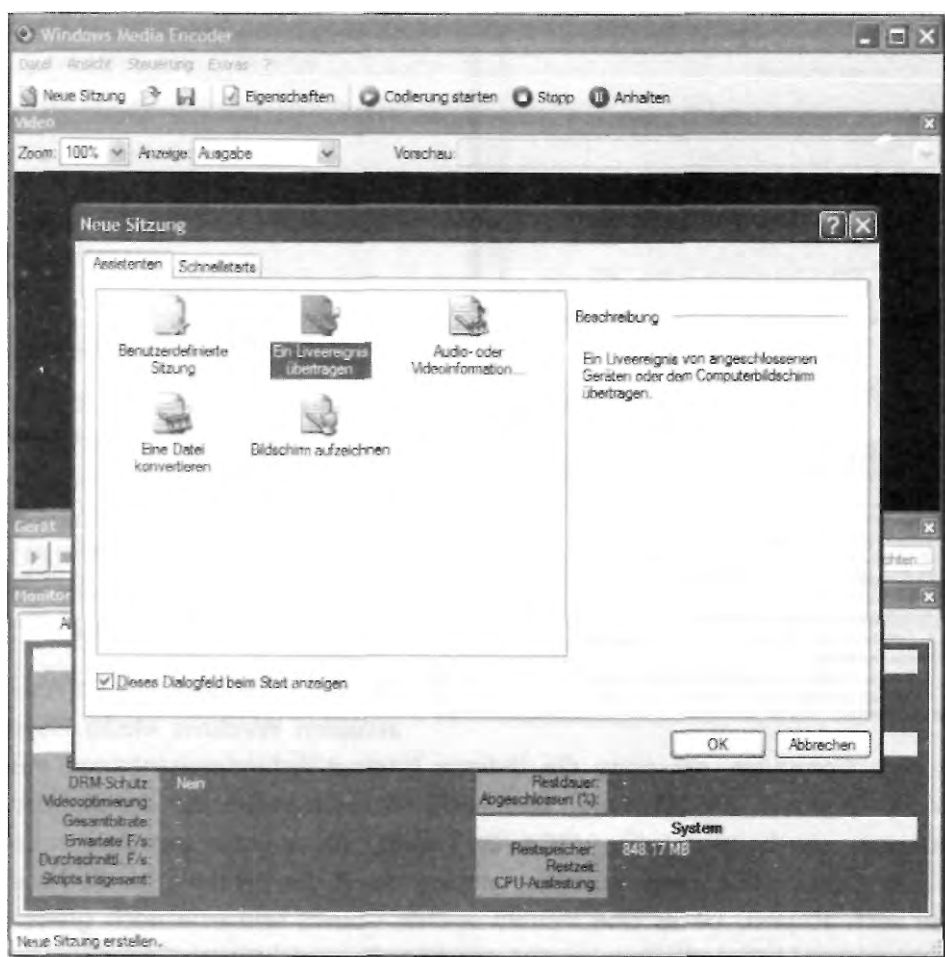 Windows Media Encoder
Datei Ansicht Steuerung Extras ?
Neue Sitzung Eigenschaften Codierung starten Stopp Anhalten
Video
Zoom: 100% Anzeige: Ausgabe Vorschau:
Neue Sitzung
Assistenten Schnellstarts
Benutzerdefinierte
Sitzung
Ein Liveereignis
übertragen
Audio- oder
Videoinformation...
Eine Datei
konvertieren
Bildschirm aufzeichnen
Beschreibung
Ein Liveereignis von angeschlossenen
Geräten oder dem Computerbildschirm
übertragen.
Gerät
Monitor
Dieses Dialogfeld beim Start anzeigen
OK Abbrechen
DRM-Schutz: Nein
Videooptimierung: -
Gesamtbitrate: -
Erwartete F/s: -
Durchschnittl. F/s: -
Skripts insgesamt: -
Restdauer: -
Abgeschlossen (%): -
System
Restspeicher: 848.17 MB
Restzeit: -
CPU-Auslastung: -
Neue Sitzung erstellen.